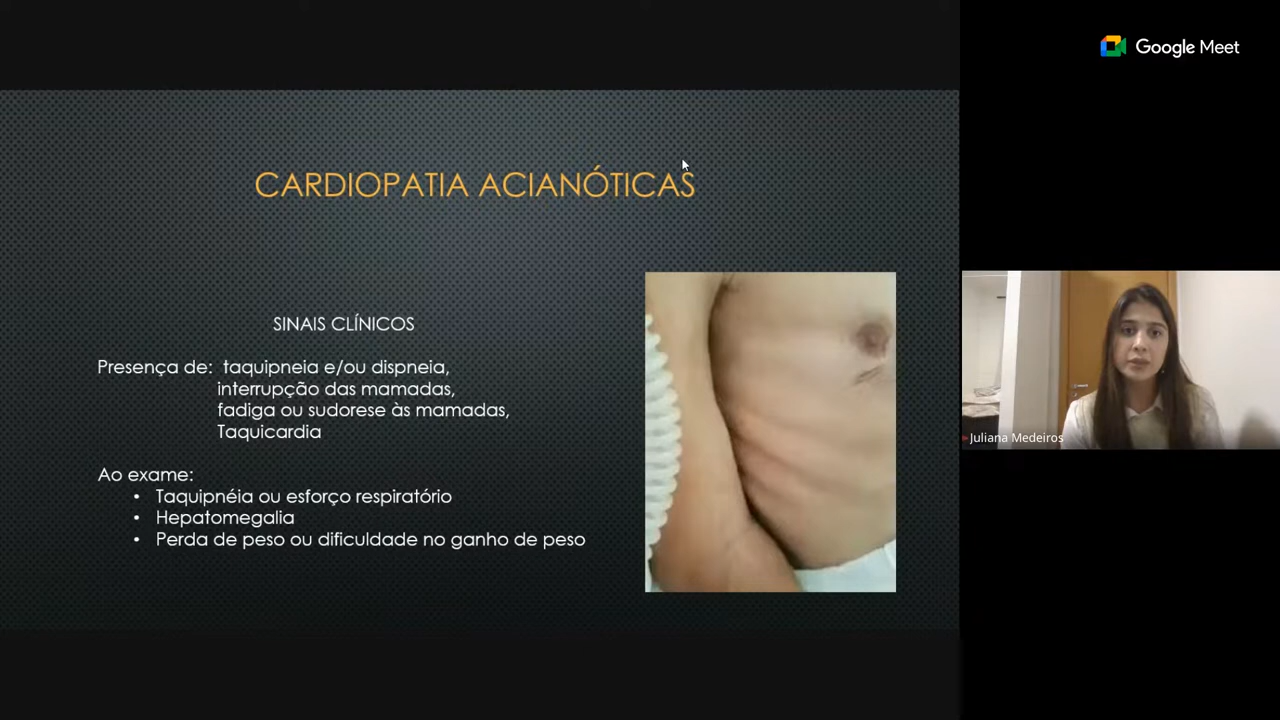 Google Meet
CARDIOPATIA ACIANÓTICAS
SINAIS CLÍNICOS
Presença de: taquipneia e/ou dispneia,
interrupção das mamadas,
fadiga ou sudorese às mamadas,
Taquicardia
Ao exame:
• Taquipnéia ou esforço respiratório
• Hepatomegalia
• Perda de peso ou dificuldade no ganho de peso
Juliana Medeiros